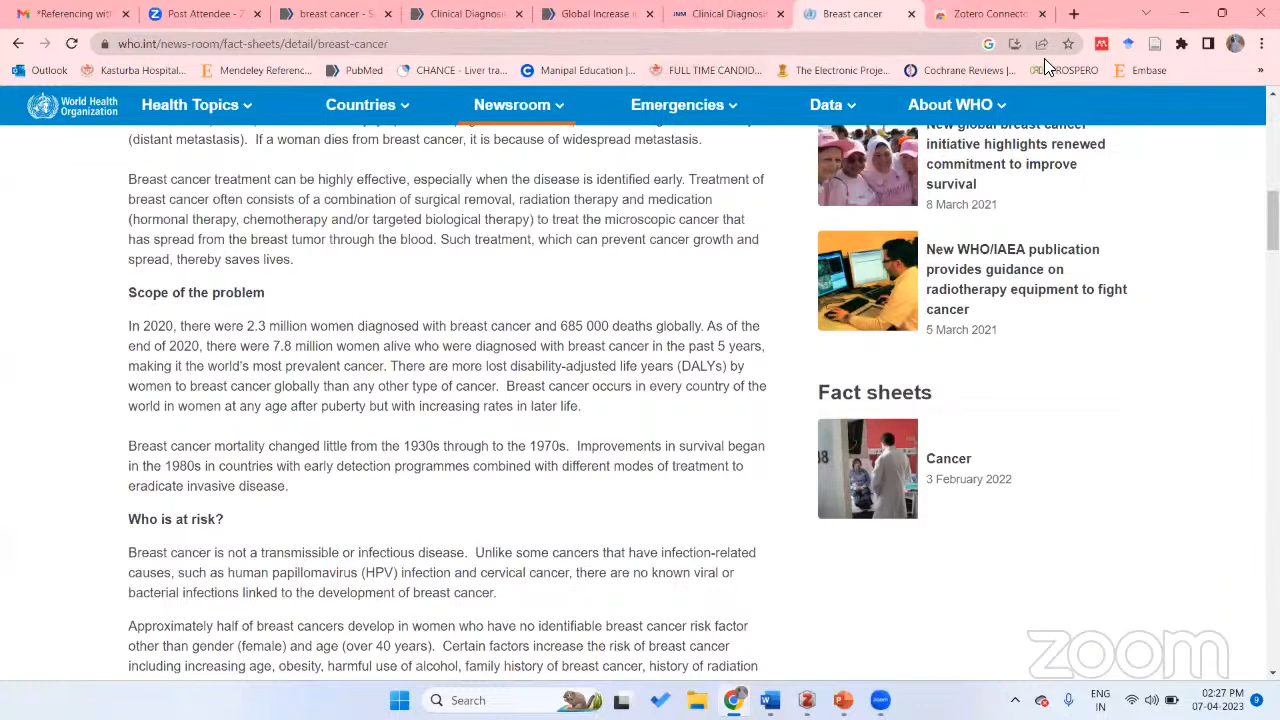 *Untitled co
2022 fo
breast cancer - S
Clinical Diagnosi
Global Increase i
Clinical Diagnos
Breast cancer
Zotero Connecto
who.int/news-room/fact-sheets/detail/breast-cancer
Outlook
Kasturba Hospital...
Mendeley Referenc...
PubMed
CHANCE - Liver tra...
Manipal Education |...
FULL TIME CANDID...
The Electronic Proje...
Cochrane Reviews |...
PROSPERO
Embase
»
World Health Organization
Health Topics
Countries
Newsroom
Emergencies
Data
About WHO
(distant metastasis). If a woman dies from breast cancer, it is because of widespread metastasis.
Breast cancer treatment can be highly effective, especially when the disease is identified early. Treatment of
breast cancer often consists of a combination of surgical removal, radiation therapy and medication
(hormonal therapy, chemotherapy and/or targeted biological therapy) to treat the microscopic cancer that
has spread from the breast tumor through the blood. Such treatment, which can prevent cancer growth and
spread, thereby saves lives.
Scope of the problem
In 2020, there were 2.3 million women diagnosed with breast cancer and 685 000 deaths globally. As of the
end of 2020, there were 7.8 million women alive who were diagnosed with breast cancer in the past 5 years,
making it the world's most prevalent cancer. There are more lost disability-adjusted life years (DALYs) by
women to breast cancer globally than any other type of cancer. Breast cancer occurs in every country of the
world in women at any age after puberty but with increasing rates in later life.
Breast cancer mortality changed little from the 1930s through to the 1970s. Improvements in survival began
in the 1980s in countries with early detection programmes combined with different modes of treatment to
eradicate invasive disease.
Who is at risk?
Breast cancer is not a transmissible or infectious disease. Unlike some cancers that have infection-related
causes, such as human papillomavirus (HPV) infection and cervical cancer, there are no known viral or
bacterial infections linked to the development of breast cancer.
Approximately half of breast cancers develop in women who have no identifiable breast cancer risk factor
other than gender (female) and age (over 40 years). Certain factors increase the risk of breast cancer
including increasing age, obesity, harmful use of alcohol, family history of breast cancer, history of radiation
New global breast cancer
initiative highlights renewed
commitment to improve
survival
8 March 2021
New WHO/IAEA publication
provides guidance on
radiotherapy equipment to fight
cancer
5 March 2021
Fact sheets
Cancer
3 February 2022
zoom
Search
ENG
IN
02:27 PM
07-04-2023
9